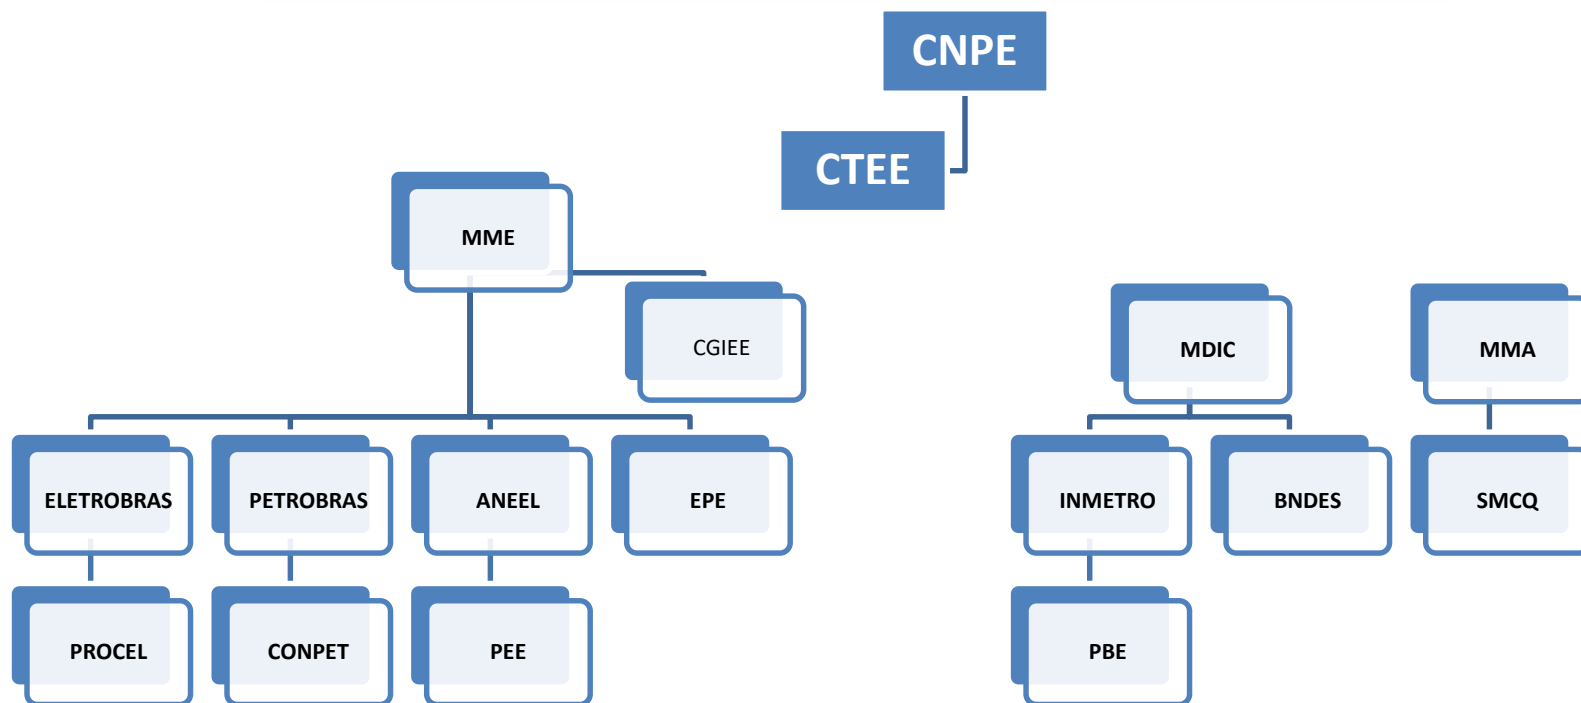 CNPE
CTEE
MME
CGIEE
MDIC
MMA
ELETROBRAS
PETROBRAS
ANEEL
EPE
INMETRO
BNDES
SMCQ
PROCEL
CONPET
PEE
PBE